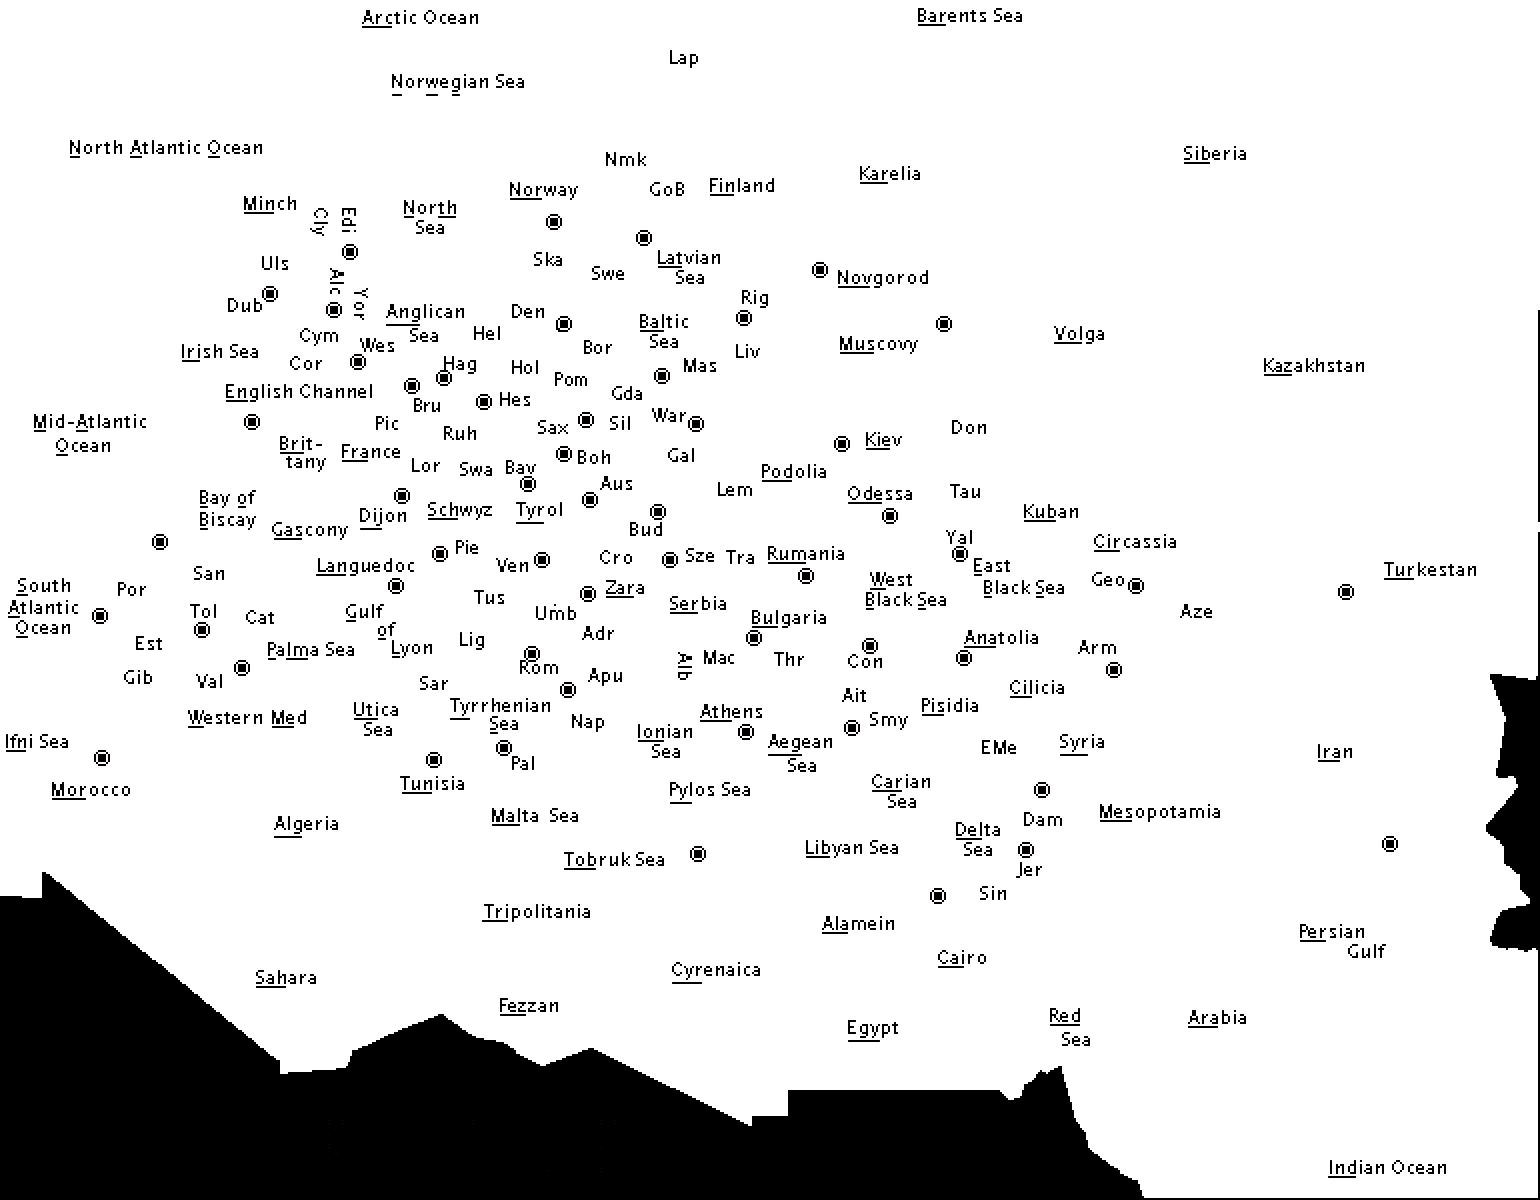 Arctic Ocean
Barents Sea
Lap
Norwegian Sea
North Atlantic Ocean
Nmk
Siberia
Karelia
Norway
GoB
Finland
Minch
Cly
Edi
North
Sea
Ska
Swe
Latvian
Sea
Novgorod
Uls
Alc
Yor
Dub
Rig
Anglican
Sea
Den
Hel
Baltic
Sea
Cym
Wes
Irish Sea
Cor
Bor
Liv
Muscovy
Volga
Hag
Hol
Mas
Kazakhstan
Pom
English Channel
Hes
Gda
Bru
Mid-Atlantic
Ocean
Pic
Ruh
Sax
Sil
War
Don
Brit-
tany
France
Kiev
Lor
Swa
Bay
Boh
Gal
Podolia
Aus
Lem
Odessa
Tau
Bay of
Biscay
Gascony
Dijon
Schwyz
Tyrol
Bud
Kuban
Yal
Circassia
Languedoc
Pie
Ven
Cro
Sze
Tra
Rumania
East
Black Sea
Turkestan
South
Atlantic
Ocean
Por
San
West
Black Sea
Geo
Tol
Cat
Gulf
of
Lyon
Tus
Umb
Zara
Serbia
Bulgaria
Aze
Est
Palma Sea
Lig
Adr
Anatolia
Arm
Gib
Val
Rom
Apu
Alb
Mac
Thr
Con
Sar
Cilicia
Western Med
Utica
Sea
Tyrrhenian
Sea
Nap
Athens
Ait
Smy
Pisidia
Ifni Sea
Ionian
Sea
Aegean
Sea
EMe
Syria
Iran
Morocco
Tunisia
Pal
Pylos Sea
Carian
Sea
Algeria
Malta Sea
Dam
Mesopotamia
Tobruk Sea
Libyan Sea
Delta
Sea
Jer
Sin
Tripolitania
Alamein
Persian
Gulf
Cairo
Sahara
Cyrenaica
Fezzan
Egypt
Red
Sea
Arabia
Indian Ocean